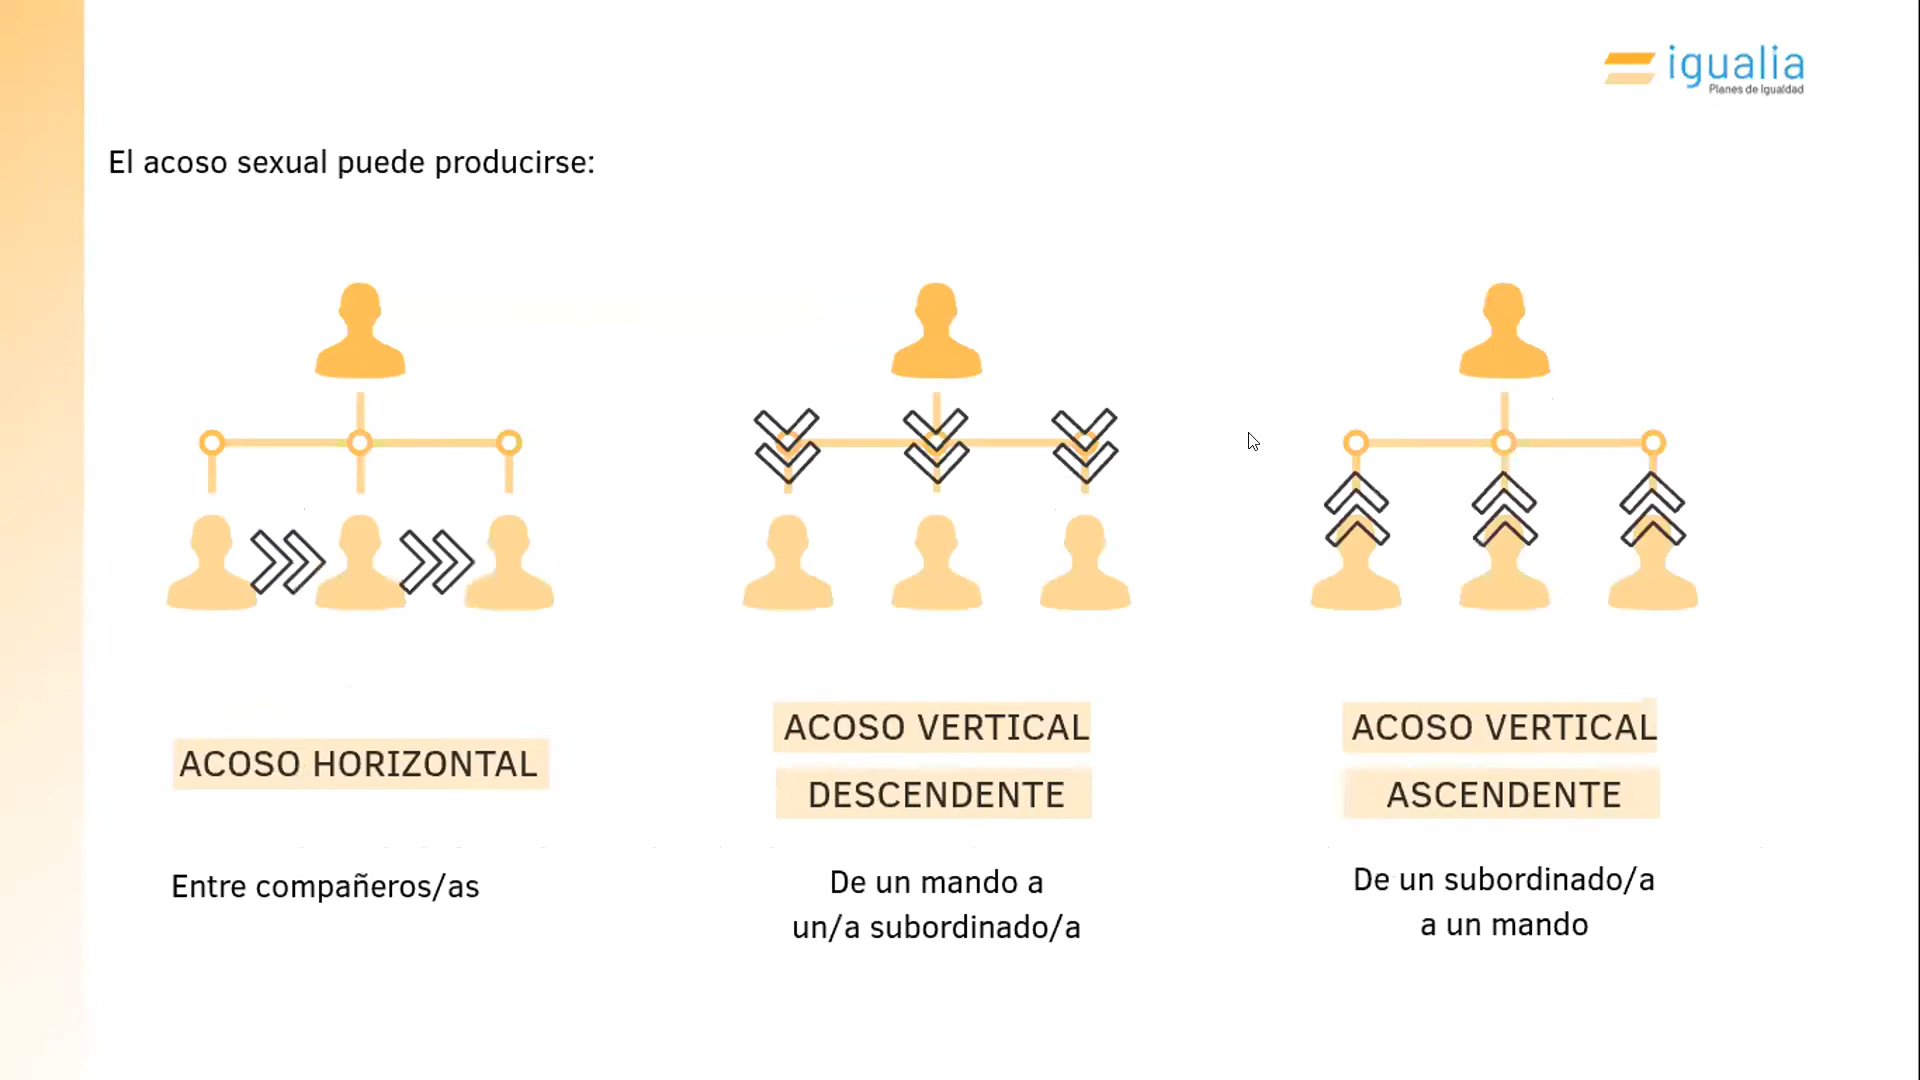 igualia
Planes de Igualdad
El acoso sexual puede producirse:
ACOSO HORIZONTAL
Entre compañeros/as
ACOSO VERTICAL
DESCENDENTE
De un mando a
un/a subordinado/a
ACOSO VERTICAL
ASCENDENTE
De un subordinado/a
a un mando